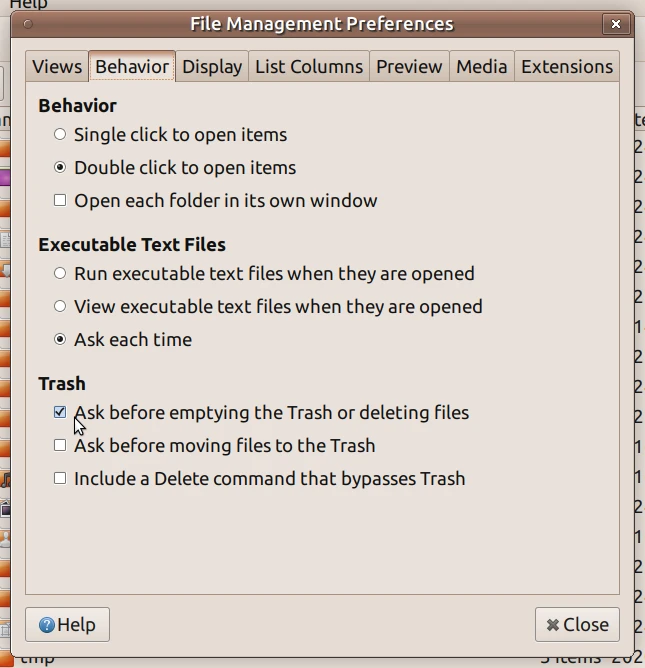 Help
File Management Preferences
Views Behavior Display List Columns Preview Media Extensions
Behavior
Single click to open items
Double click to open items
Open each folder in its own window
Executable Text Files
Run executable text files when they are opened
View executable text files when they are opened
Ask each time
Trash
Ask before emptying the Trash or deleting files
Ask before moving files to the Trash
Include a Delete command that bypasses Trash
Help Close
tmp